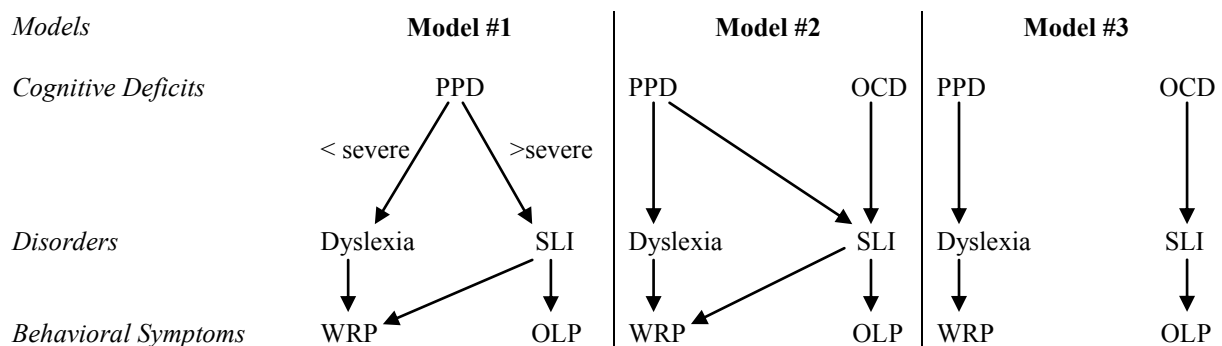 Models Model #1 Model #2 Model #3
Cognitive Deficits PPD PPD OCD PPD OCD
< severe >severe
Disorders Dyslexia SLI Dyslexia SLI Dyslexia SLI
Behavioral Symptoms WRP OLP WRP OLP WRP OLP